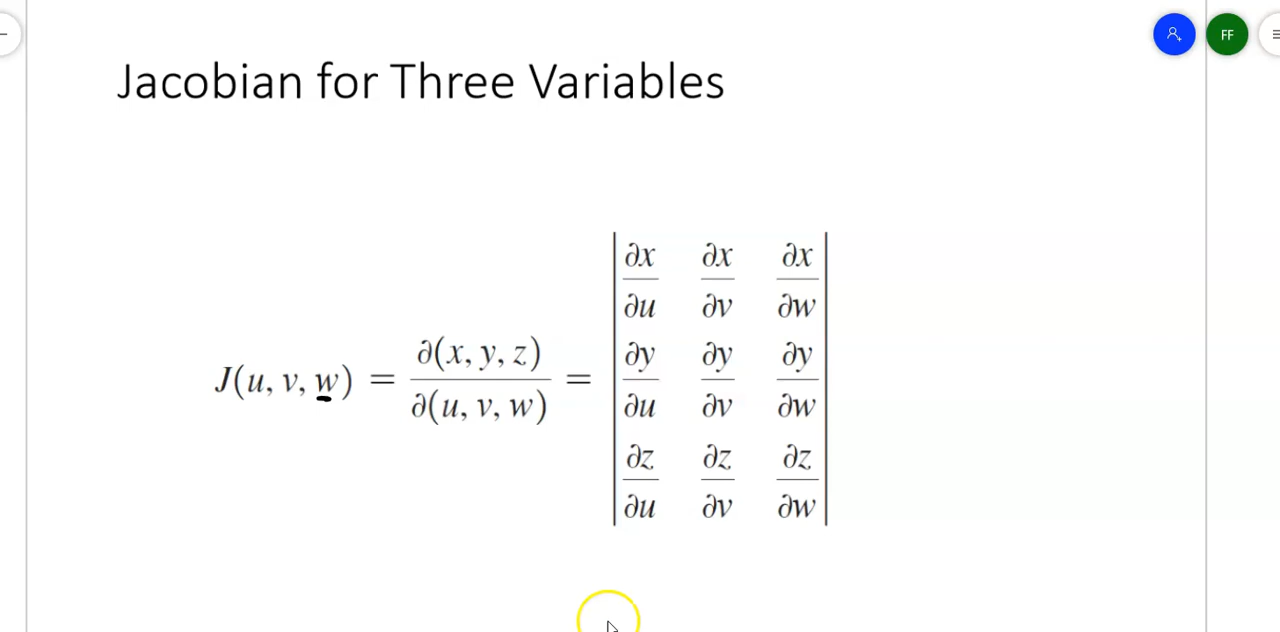 FF
Jacobian for Three Variables
J(u, v, w) = ∂(x, y, z)/∂(u, v, w) = | ∂x/∂u ∂x/∂v ∂x/∂w |
| ∂y/∂u ∂y/∂v ∂y/∂w |
| ∂z/∂u ∂z/∂v ∂z/∂w |